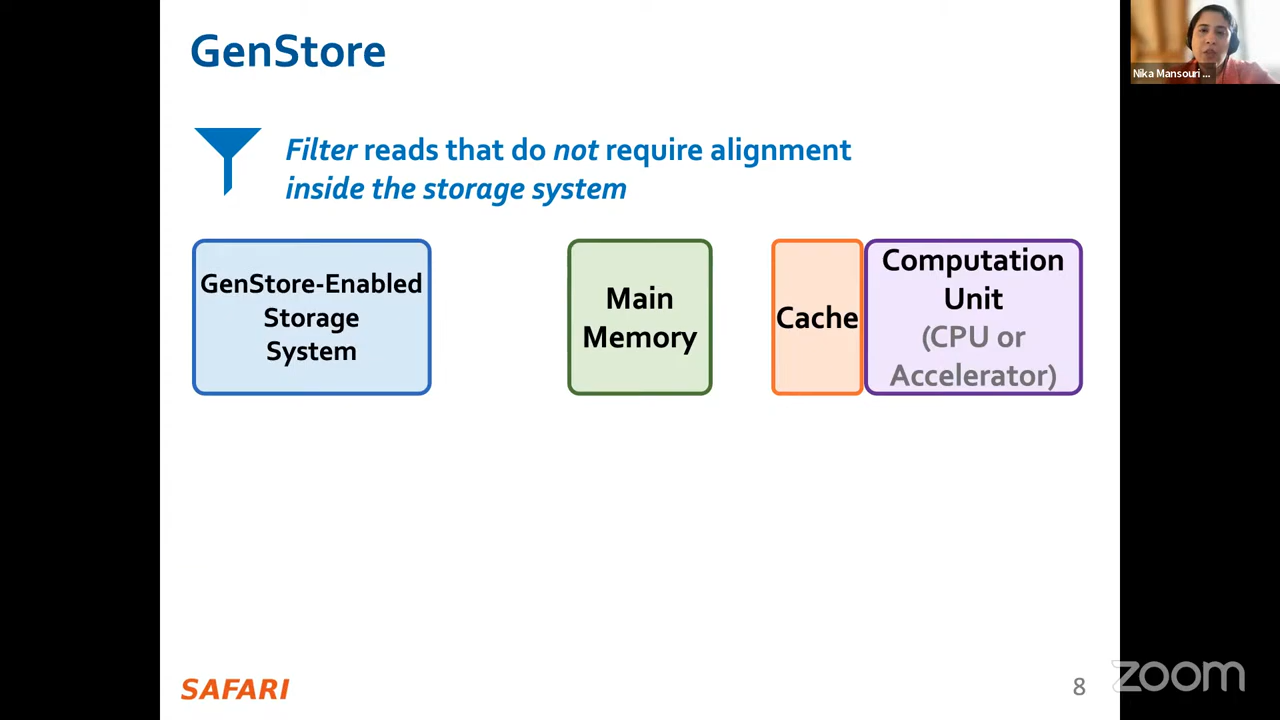 GenStore
Filter reads that do not require alignment
inside the storage system
GenStore-Enabled
Storage
System
Main
Memory
Cache
Computation
Unit
(CPU or
Accelerator)
SAFARI
8
zoom
Nika Mansouri ...